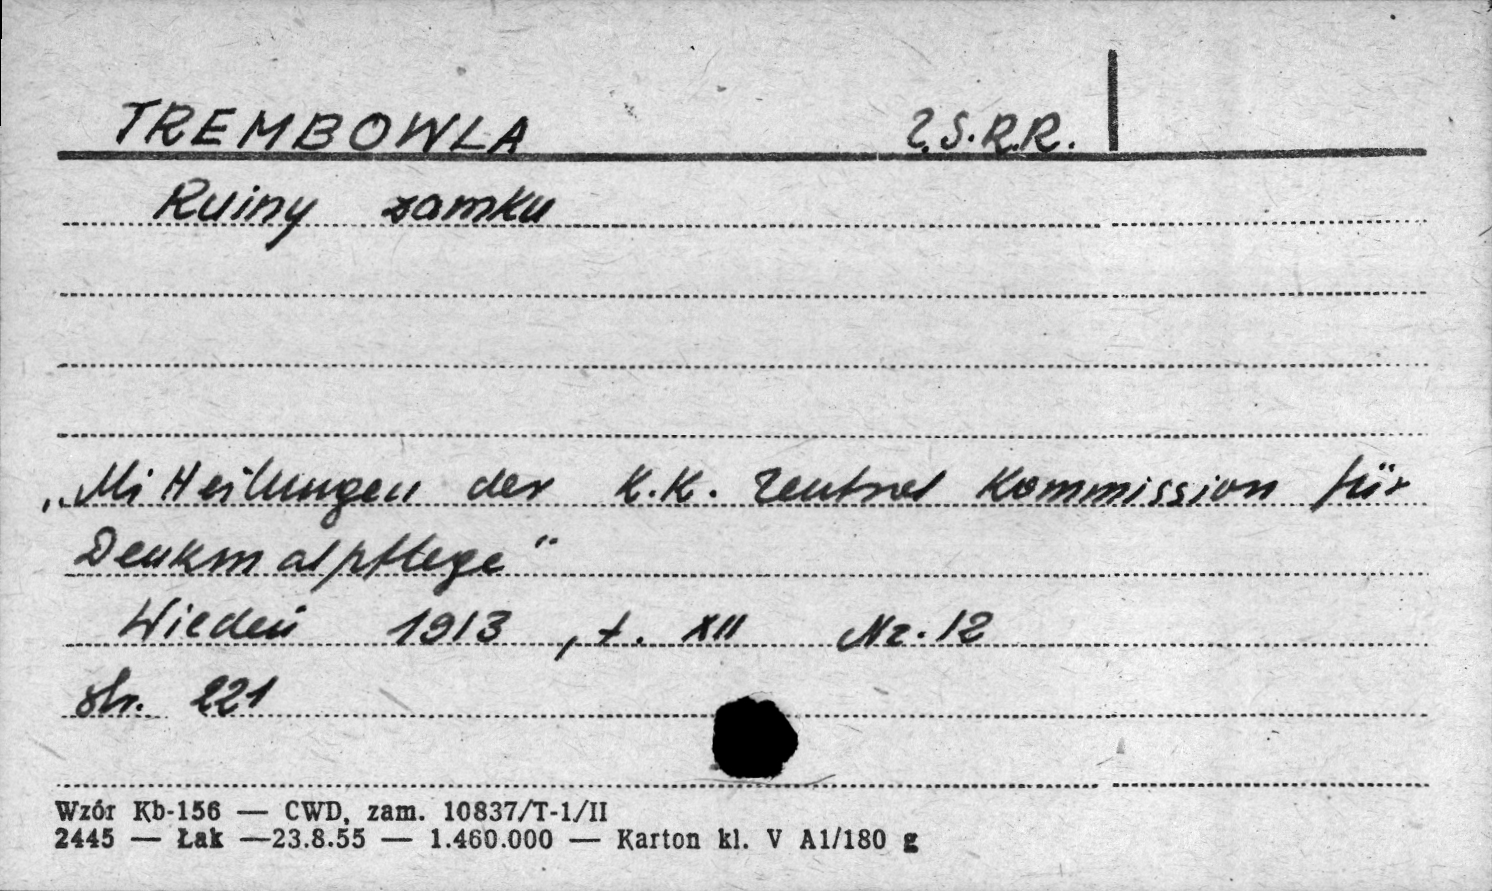 TREMBOWLA Z.S.R.R.
Ruiny zamku
„Mitteilungen der K.K. Zentral Kommission für
Denkmalpflege"
Wiedeń 1913, t. XII Nr. 12
str. 221
Wzór Kb-156 — CWD, zam. 10837/T-1/II
2445 — Łak —23.8.55 — 1.460.000 — Karton kl. V A1/180 g